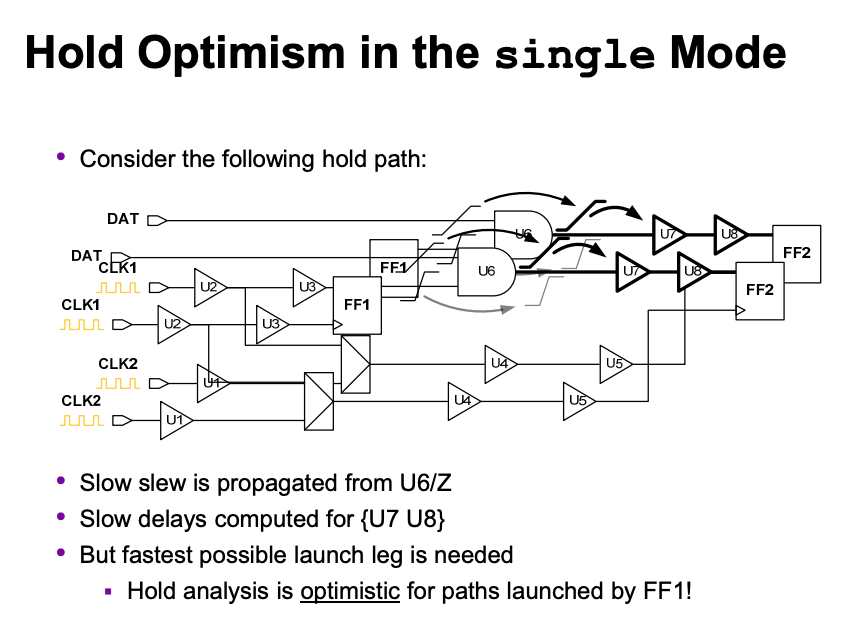 Hold Optimism in the single Mode
• Consider the following hold path:
DAT
U6
U7
U8
FF2
DAT
FF1
U6
U7
U8
FF2
CLK1
U2
U3
FF1
CLK1
U2
U3
CLK2
U1
U4
U5
CLK2
U1
U4
U5
• Slow slew is propagated from U6/Z
• Slow delays computed for {U7 U8}
• But fastest possible launch leg is needed
▪ Hold analysis is optimistic for paths launched by FF1!